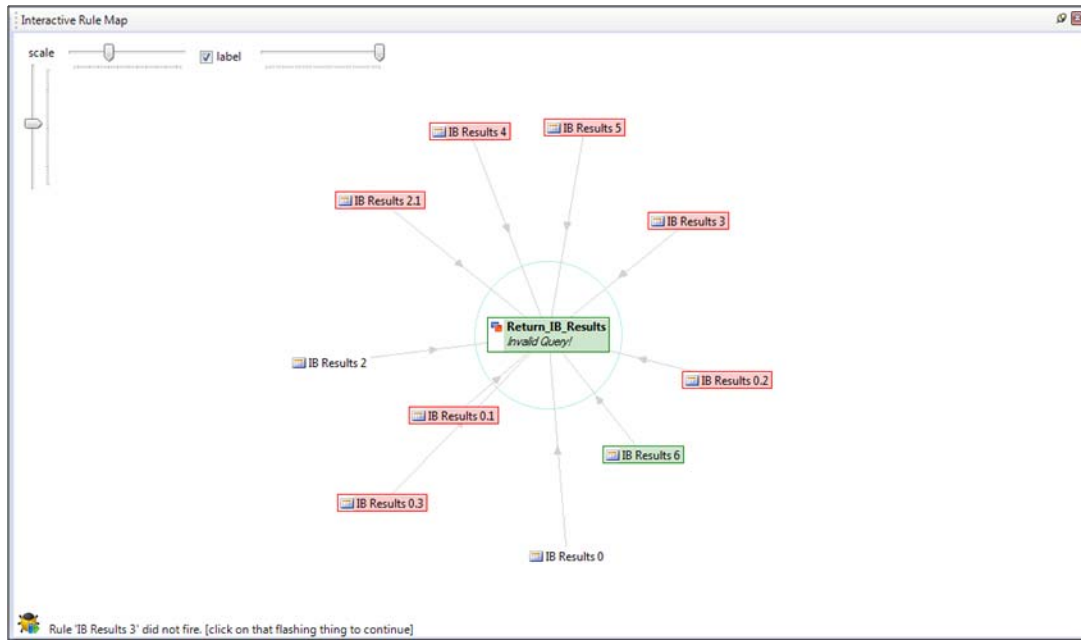 Interactive Rule Map
scale
label
IB Results 4
IB Results 5
IB Results 2.1
IB Results 3
Return_IB_Results
Invalid Query!
IB Results 2
IB Results 0.2
IB Results 0.1
IB Results 6
IB Results 0.3
IB Results 0
Rule 'IB Results 3' did not fire. [click on that flashing thing to continue]